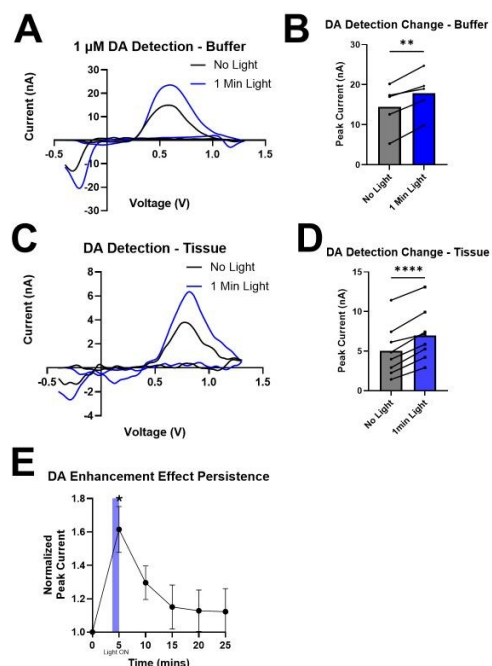 A
1 μM DA Detection - Buffer
No Light
1 Min Light
Current (nA)
30
20
10
-10
-20
-30
-0.5
0.5
1.0
1.5
Voltage (V)
B
DA Detection Change - Buffer
**
Peak Current (nA)
30
20
10
0
No Light
1 Min Light
C
DA Detection - Tissue
No Light
1 Min Light
Current (nA)
8
6
4
2
-2
-4
-0.5
0.5
1.0
1.5
Voltage (V)
D
DA Detection Change - Tissue
****
Peak Current (nA)
15
10
5
0
No Light
1min Light
E
DA Enhancement Effect Persistence
*
Normalized
Peak Current
1.8
1.6
1.4
1.2
1.0
0 5 10 15 20 25
Light ON
Time (mins)